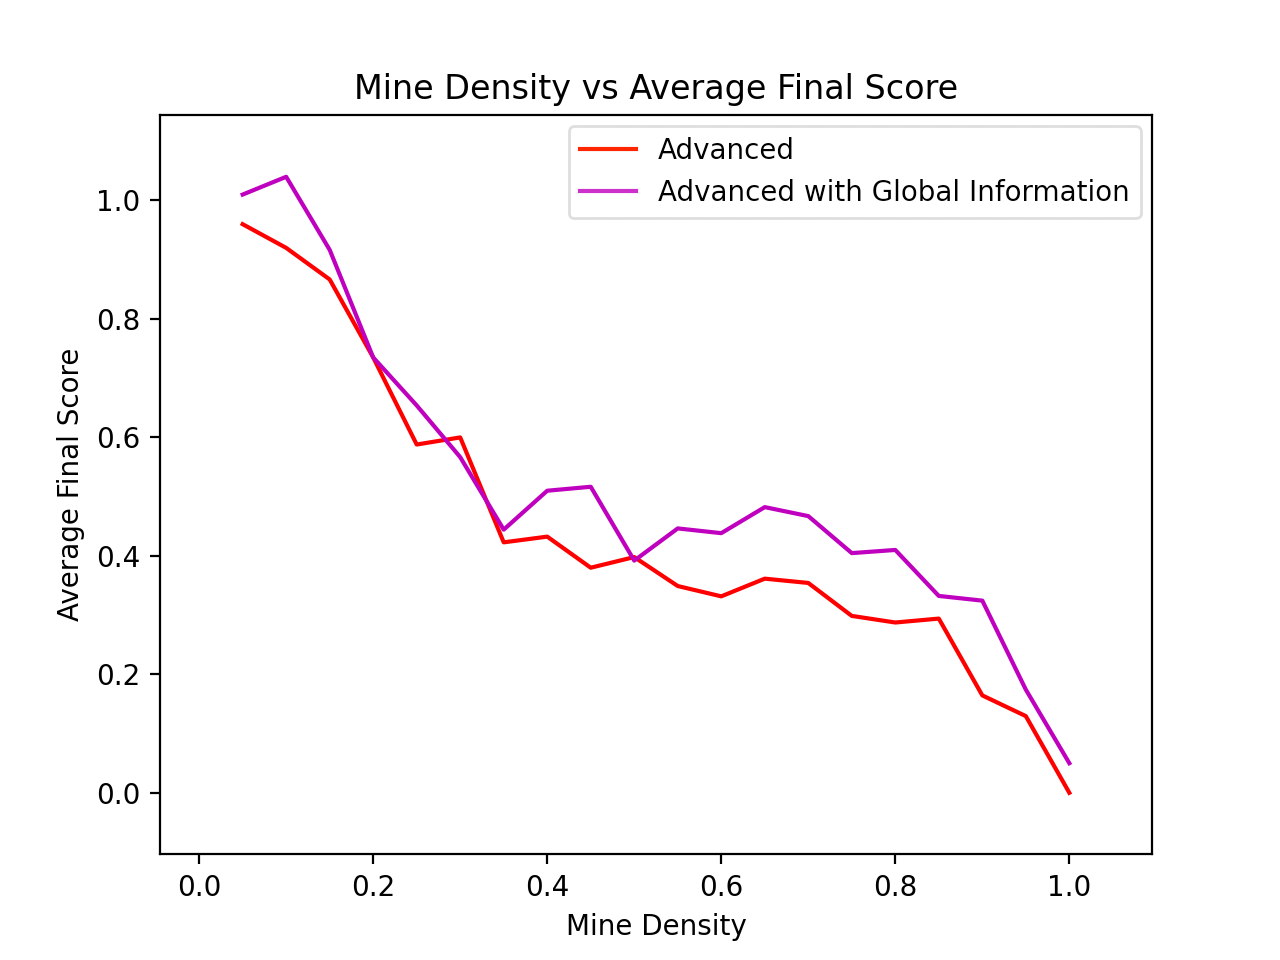 Mine Density vs Average Final Score
Advanced
Advanced with Global Information
Average Final Score
1.0
0.8
0.6
0.4
0.2
0.0
0.0 0.2 0.4 0.6 0.8 1.0
Mine Density